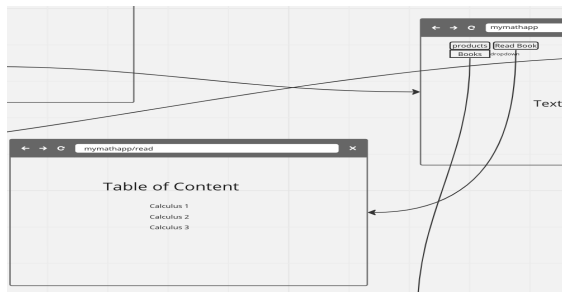 mymathapp
products Read Book
Books dropdown
Text
mymathapp/read
Table of Content
Calculus 1
Calculus 2
Calculus 3